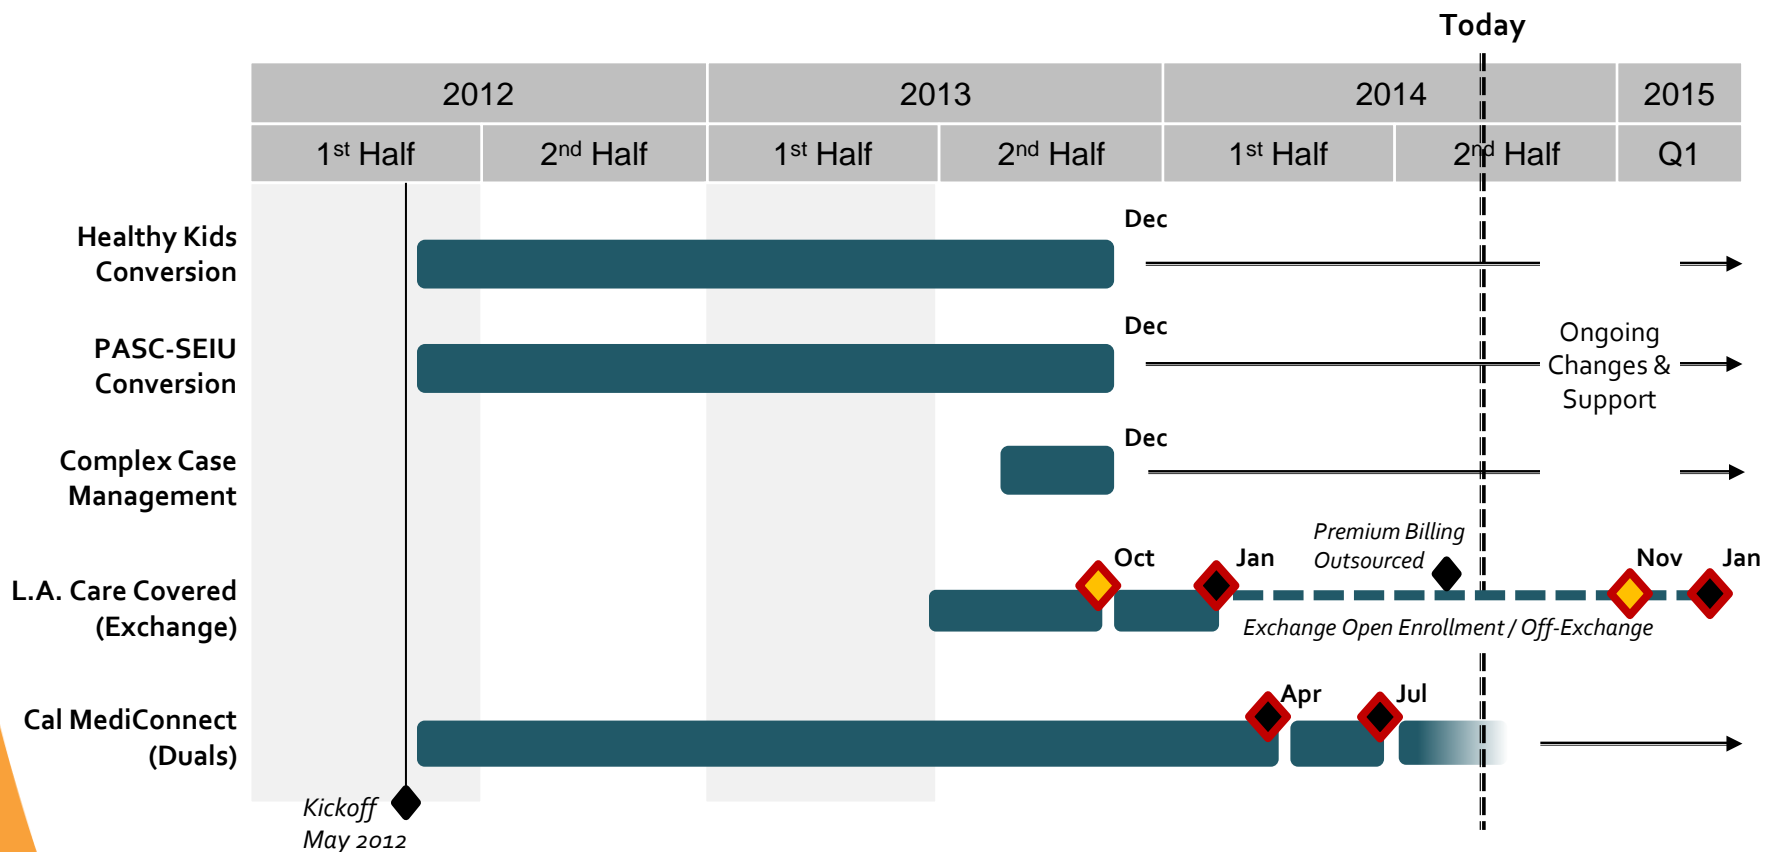 Today
2012
2013
2014
2015
1st Half
2nd Half
1st Half
2nd Half
1st Half
2nd Half
Q1
Healthy Kids
Conversion
Dec
PASC-SEIU
Conversion
Dec
Ongoing
Changes &
Support
Complex Case
Management
Dec
L.A. Care Covered
(Exchange)
Oct
Jan
Premium Billing
Outsourced
Nov
Jan
Exchange Open Enrollment / Off-Exchange
Cal MediConnect
(Duals)
Apr
Jul
Kickoff
May 2012